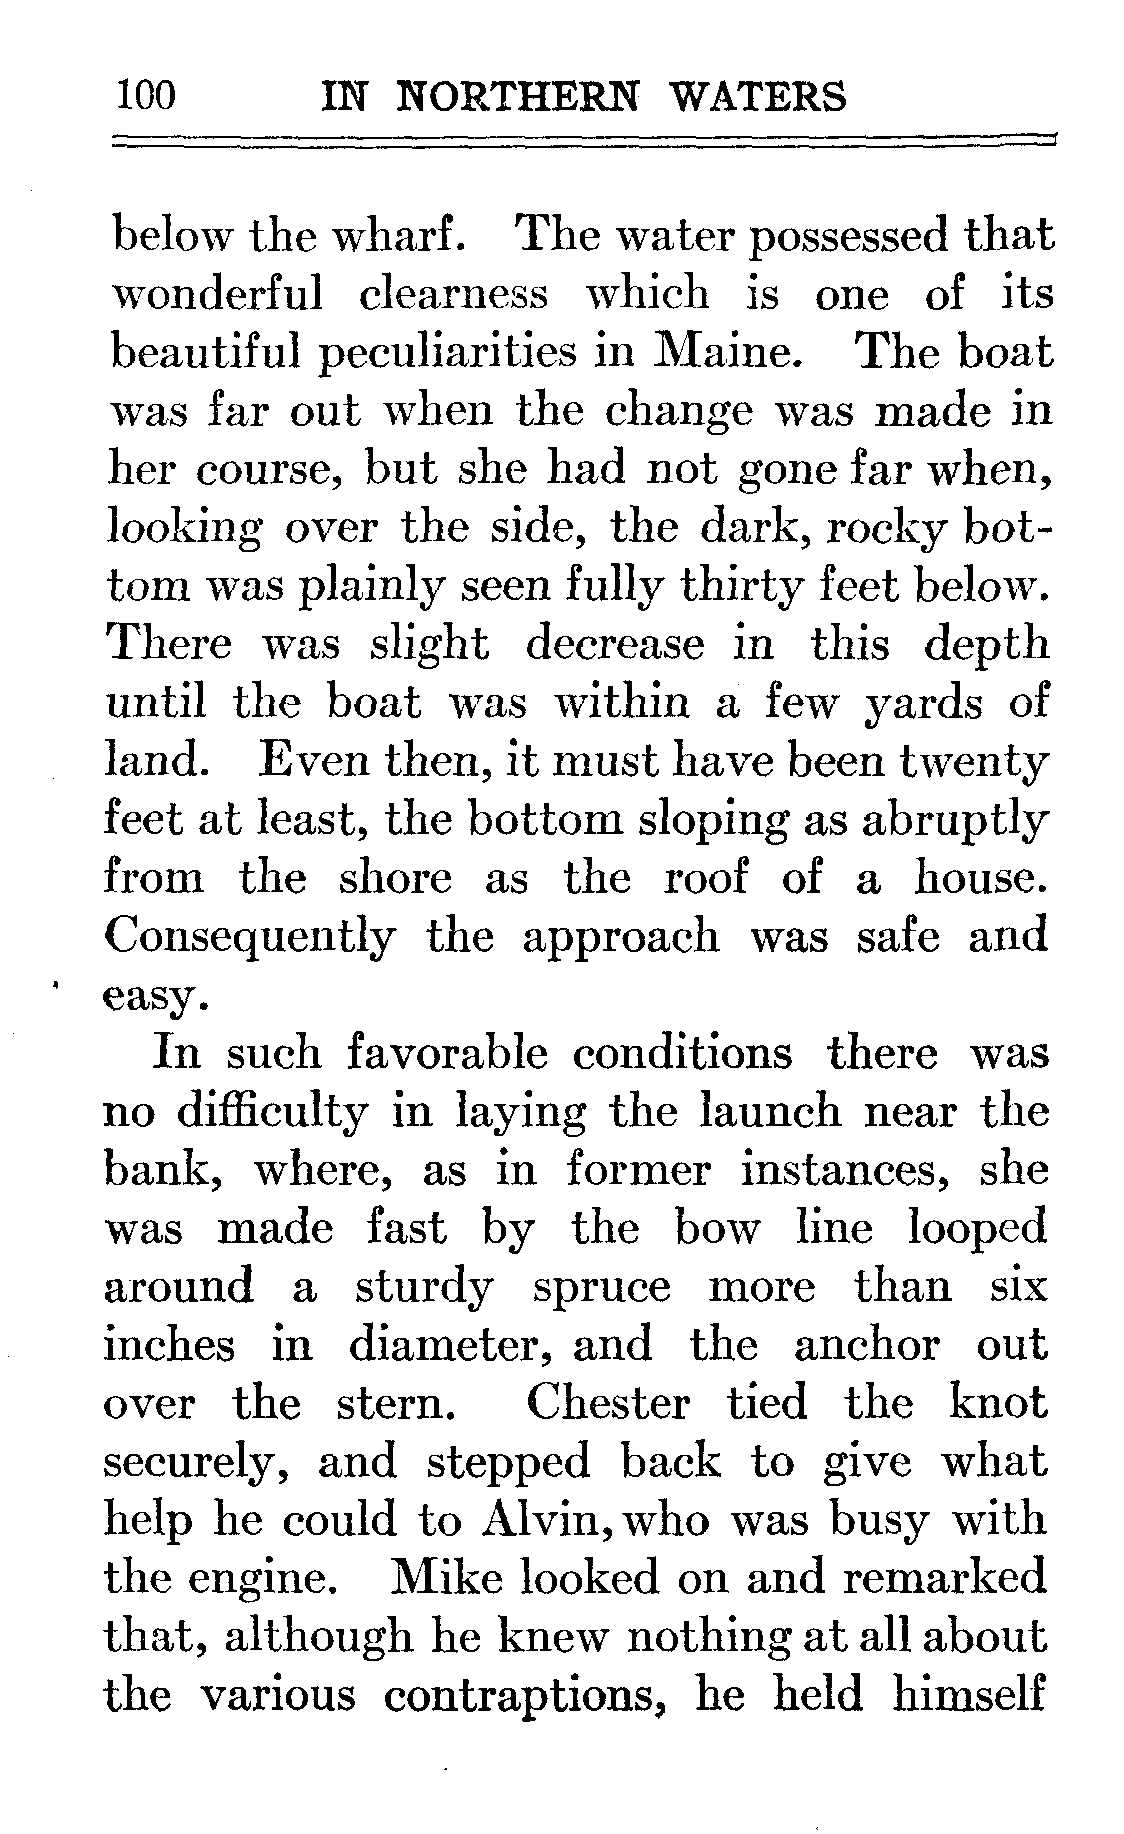 100 IN NORTHERN WATERS
below the wharf. The water possessed that
wonderful clearness which is one of its
beautiful peculiarities in Maine. The boat
was far out when the change was made in
her course, but she had not gone far when,
looking over the side, the dark, rocky bot-
tom was plainly seen fully thirty feet below.
There was slight decrease in this depth
until the boat was within a few yards of
land. Even then, it must have been twenty
feet at least, the bottom sloping as abruptly
from the shore as the roof of a house.
Consequently the approach was safe and
easy.
In such favorable conditions there was
no difficulty in laying the launch near the
bank, where, as in former instances, she
was made fast by the bow line looped
around a sturdy spruce more than six
inches in diameter, and the anchor out
over the stern. Chester tied the knot
securely, and stepped back to give what
help he could to Alvin, who was busy with
the engine. Mike looked on and remarked
that, although he knew nothing at all about
the various contraptions, he held himself